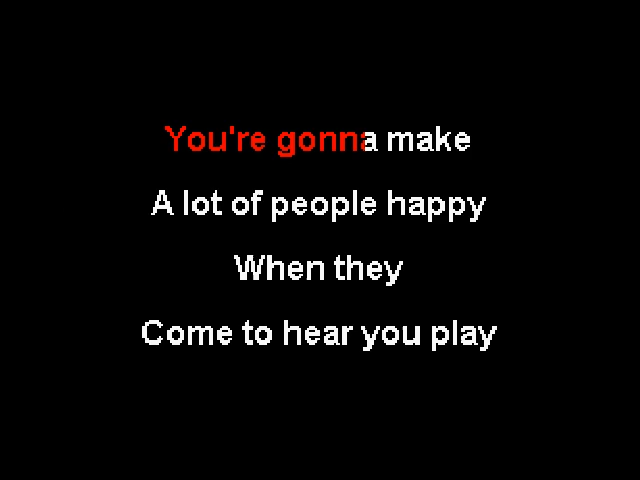 You're gonna make
A lot of people happy
When they
Come to hear you play